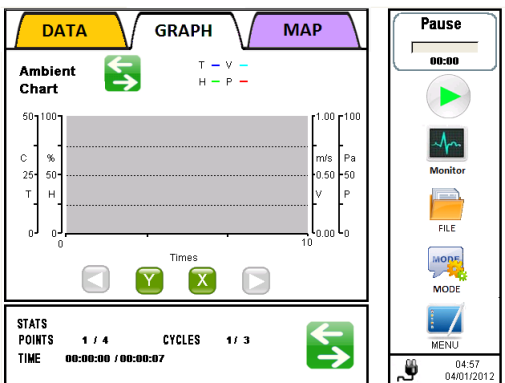 DATA GRAPH MAP
Ambient
Chart
T V
H P
50 100 1.00 100
C % m/s Pa
25 50 0.50 50
T H V P
0 0 0.00 0
0 10
Times
Y X
STATS
POINTS 1 / 4 CYCLES 1 / 3
TIME 00:00:00 / 00:00:07
Pause
00:00
Monitor
FILE
MODE
MODE
MENU
04:57
04/01/2012